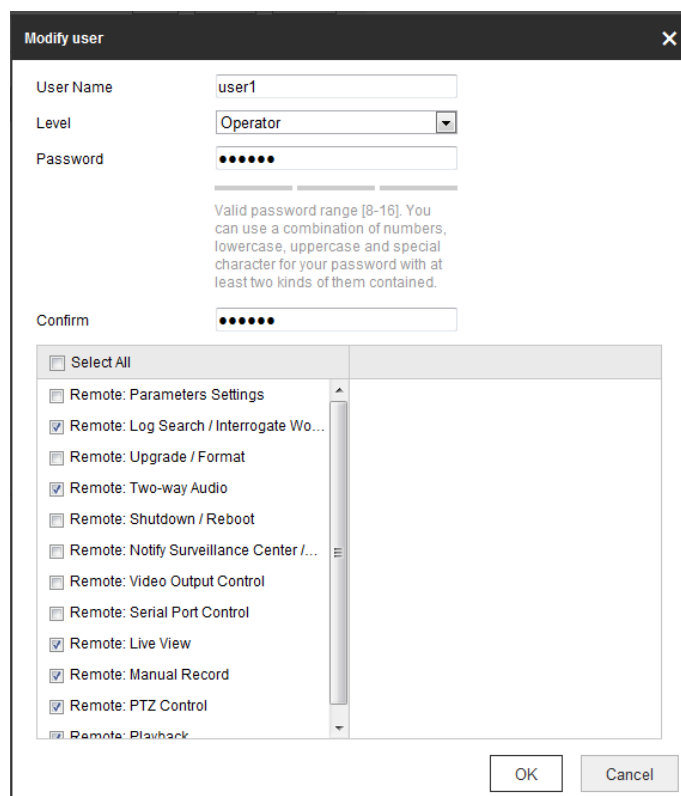 Modify user
User Name user1
Level Operator
Password ●●●●●●
Valid password range [8-16]. You
can use a combination of numbers,
lowercase, uppercase and special
character for your password with at
least two kinds of them contained.
Confirm ●●●●●●
Select All
Remote: Parameters Settings
Remote: Log Search / Interrogate Wo...
Remote: Upgrade / Format
Remote: Two-way Audio
Remote: Shutdown / Reboot
Remote: Notify Surveillance Center /...
Remote: Video Output Control
Remote: Serial Port Control
Remote: Live View
Remote: Manual Record
Remote: PTZ Control
Remote: Playback
OK Cancel